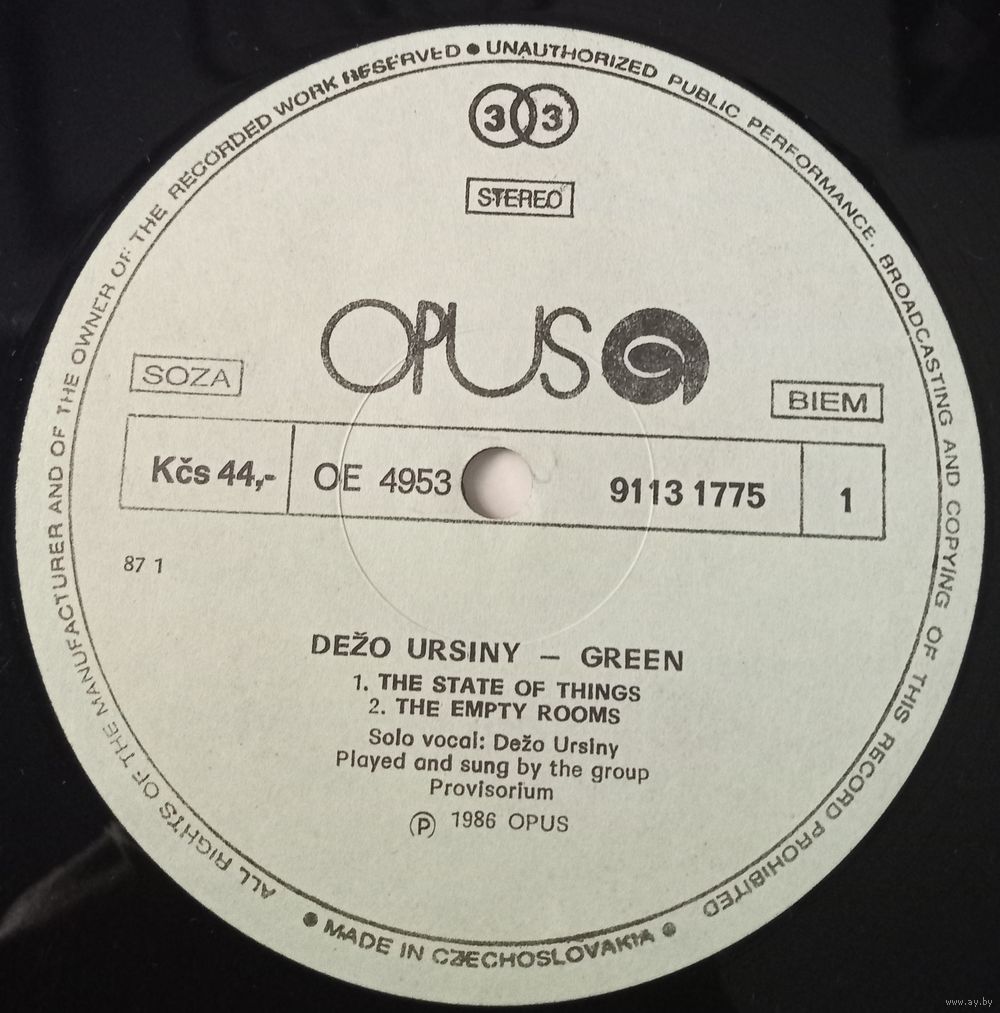 ALL RIGHTS OF THE MANUFACTURER AND OF THE OWNER OF THE RECORDED WORK RESERVED ● UNAUTHORIZED PUBLIC PERFORMANCE. BROADCASTING AND COPYING OF THIS RECORD PROHIBITED ●
33
STEREO
OPUS
SOZA
BIEM
Kčs 44,- OE 4953 9113 1775 1
87 1
DEŽO URSINY – GREEN
1. THE STATE OF THINGS
2. THE EMPTY ROOMS
Solo vocal: Dežo Ursiny
Played and sung by the group
Provisorium
Ⓟ 1986 OPUS
● MADE IN CZECHOSLOVAKIA
www.ay.by